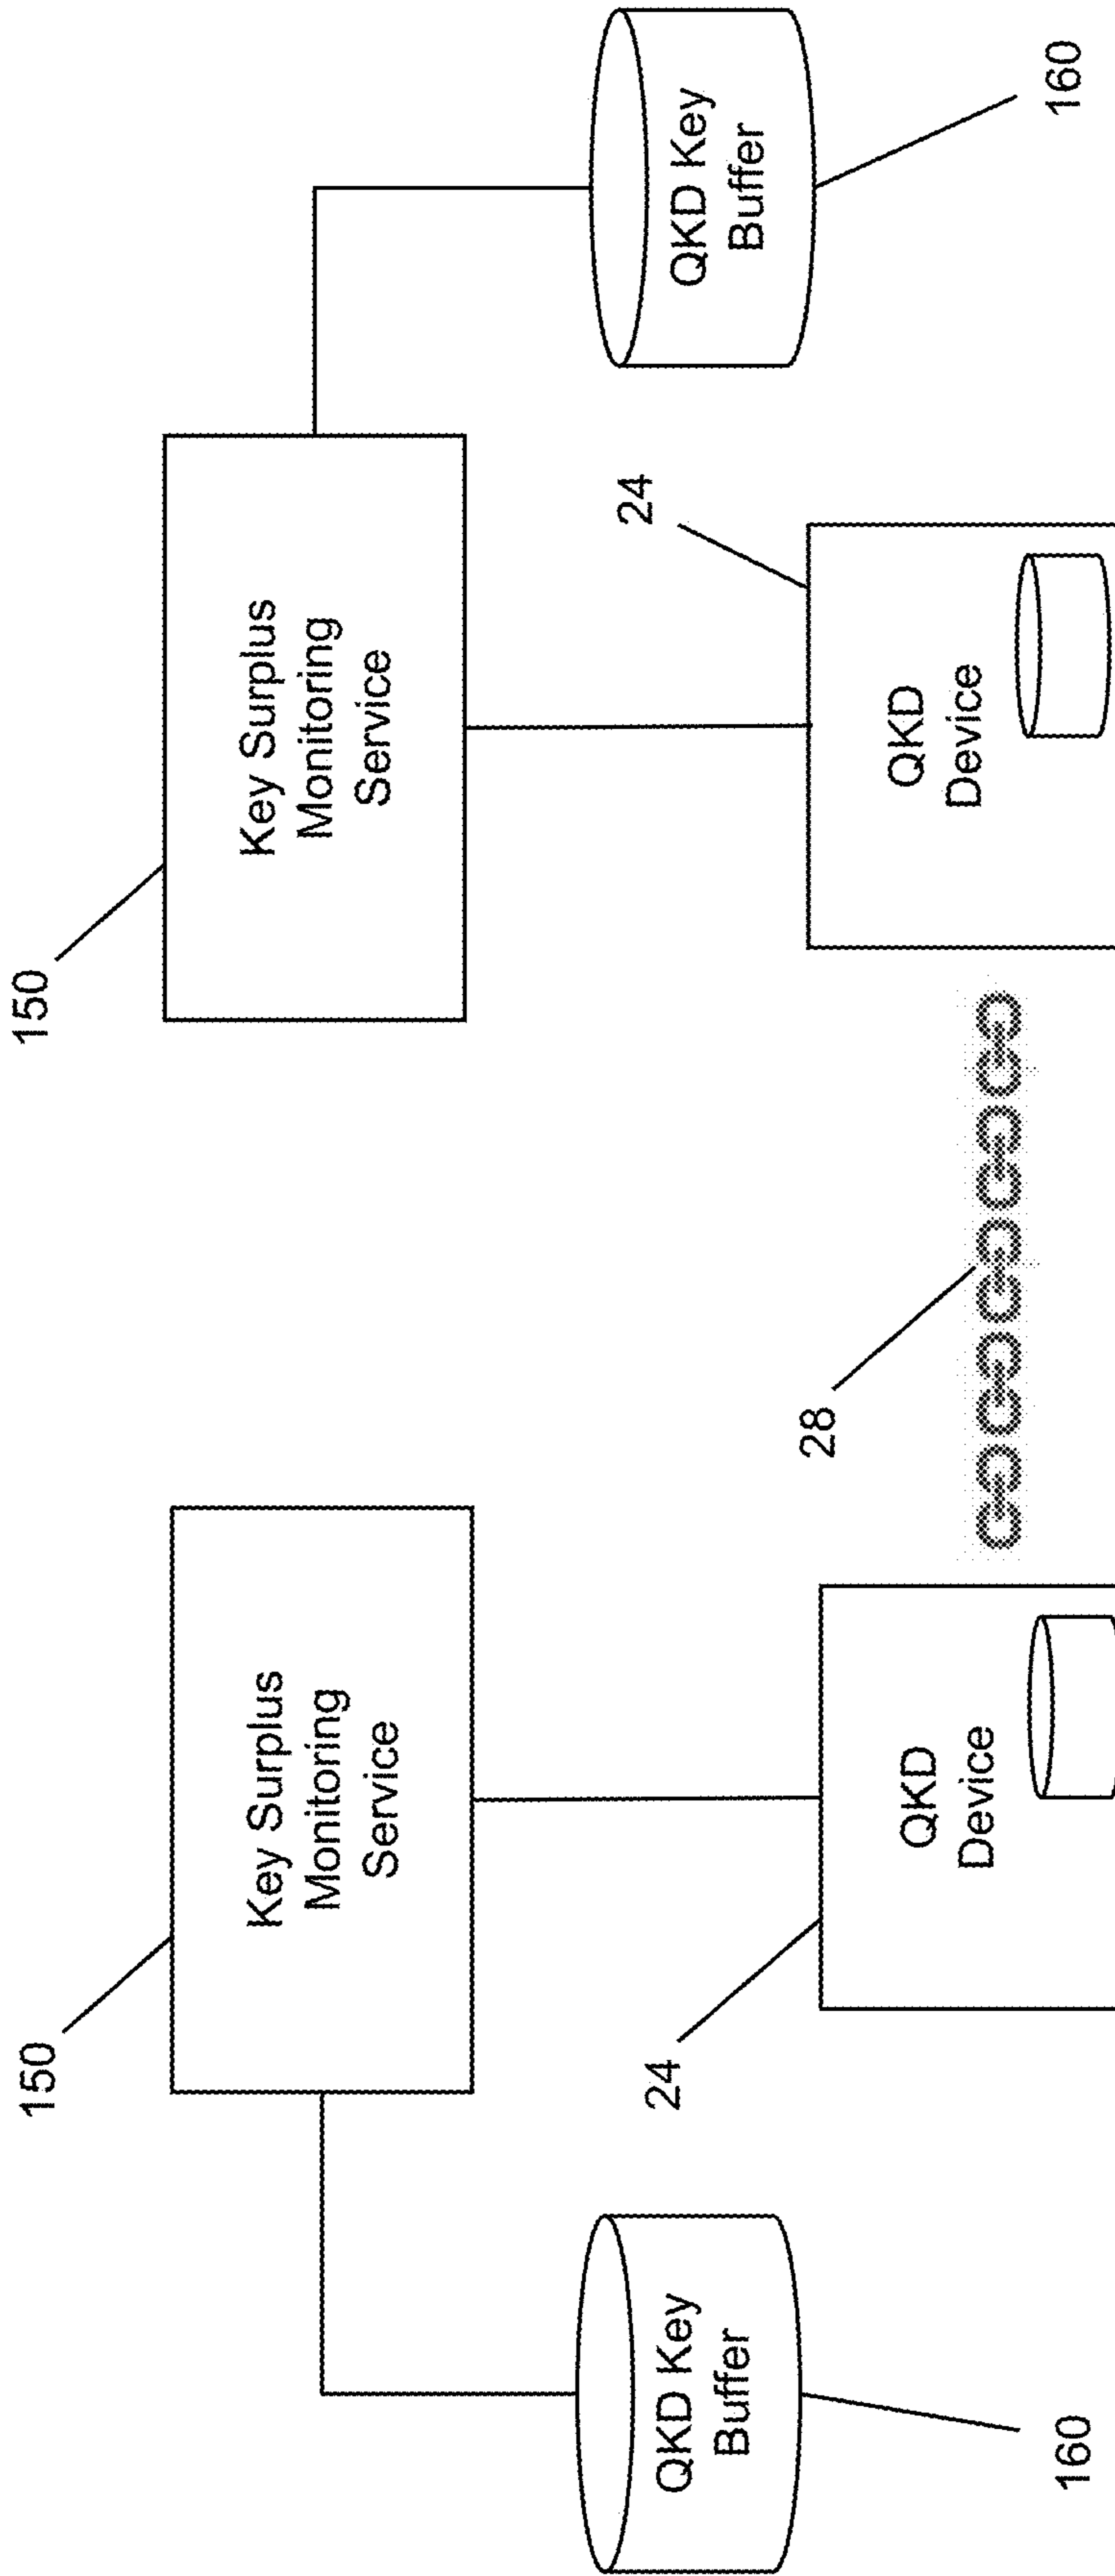 150
Key Surplus
Monitoring
Service
150
Key Surplus
Monitoring
Service
QKD Key
Buffer
160
24
QKD
Device
28
24
QKD
Device
QKD Key
Buffer
160